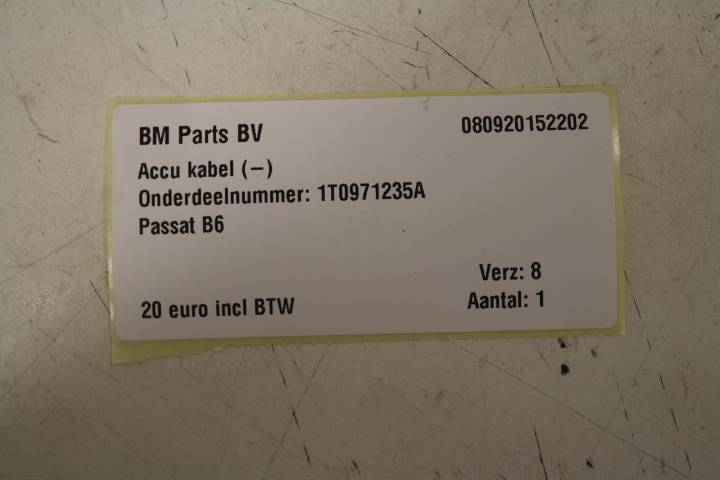 BM Parts BV 080920152202
Accu kabel (–)
Onderdeelnummer: 1T0971235A
Passat B6
Verz: 8
20 euro incl BTW Aantal: 1